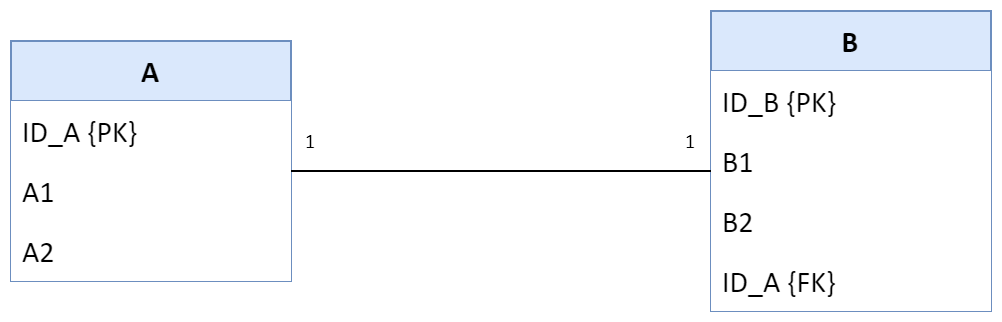 A
ID_A {PK}
A1
A2
1
1
B
ID_B {PK}
B1
B2
ID_A {FK}